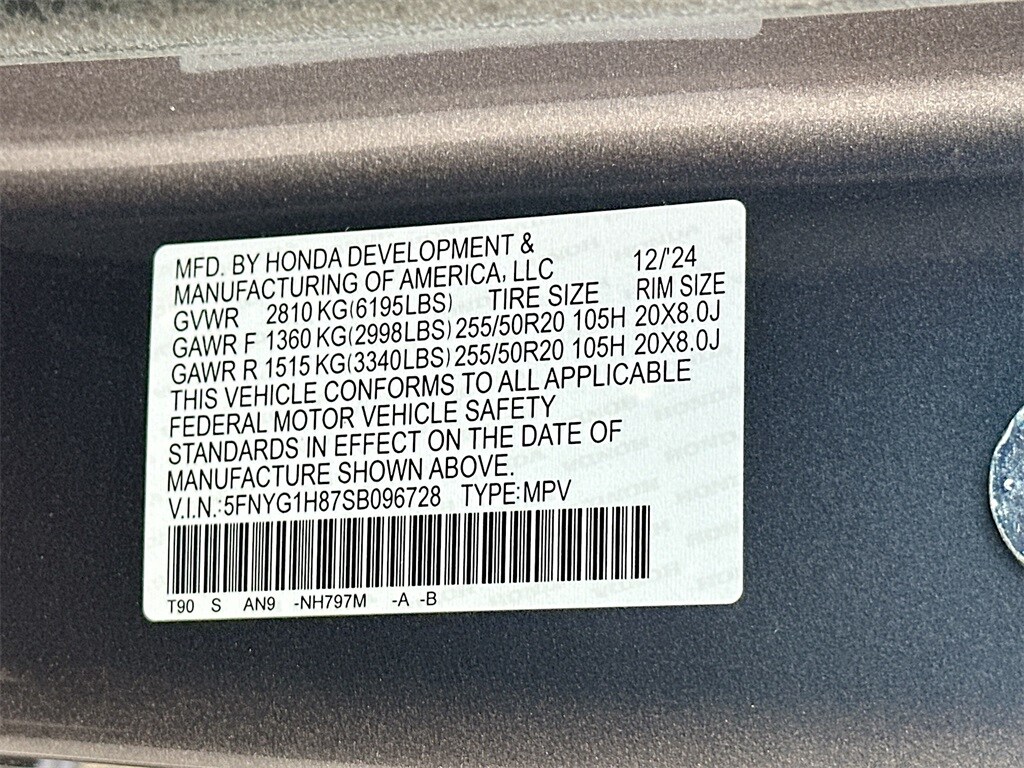 MFD. BY HONDA DEVELOPMENT &
MANUFACTURING OF AMERICA, LLC 12/'24
GVWR 2810 KG(6195LBS) TIRE SIZE RIM SIZE
GAWR F 1360 KG(2998LBS) 255/50R20 105H 20X8.0J
GAWR R 1515 KG(3340LBS) 255/50R20 105H 20X8.0J
THIS VEHICLE CONFORMS TO ALL APPLICABLE
FEDERAL MOTOR VEHICLE SAFETY
STANDARDS IN EFFECT ON THE DATE OF
MANUFACTURE SHOWN ABOVE.
V.I.N.:5FNYG1H87SB096728 TYPE:MPV
T90 S AN9 -NH797M -A -B